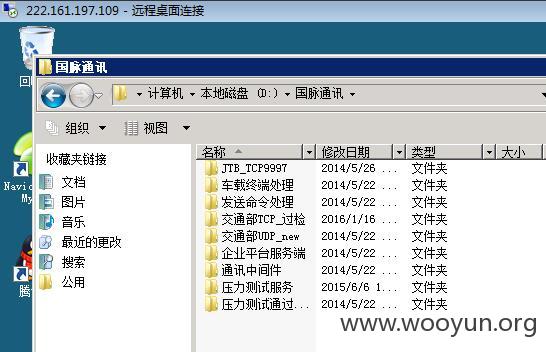 222.161.197.109 - 远程桌面连接
国脉通讯
计算机 本地磁盘 (D:) 国脉通讯
组织 视图
收藏夹链接
文档
图片
音乐
最近的更改
搜索
公用
名称 修改日期 类型 大小
JTB_TCP9997 2014/5/26 ... 文件夹
车载终端处理 2014/5/22 ... 文件夹
发送命令处理 2014/5/22 ... 文件夹
交通部TCP_过检 2016/1/16 ... 文件夹
交通部UDP_new 2014/5/22 ... 文件夹
企业平台服务端 2014/5/22 ... 文件夹
通讯中间件 2014/5/22 ... 文件夹
压力测试服务 2015/6/6 1... 文件夹
压力测试通过... 2014/5/22 ... 文件夹
回
Navic
My
腾
www.wooyun.org